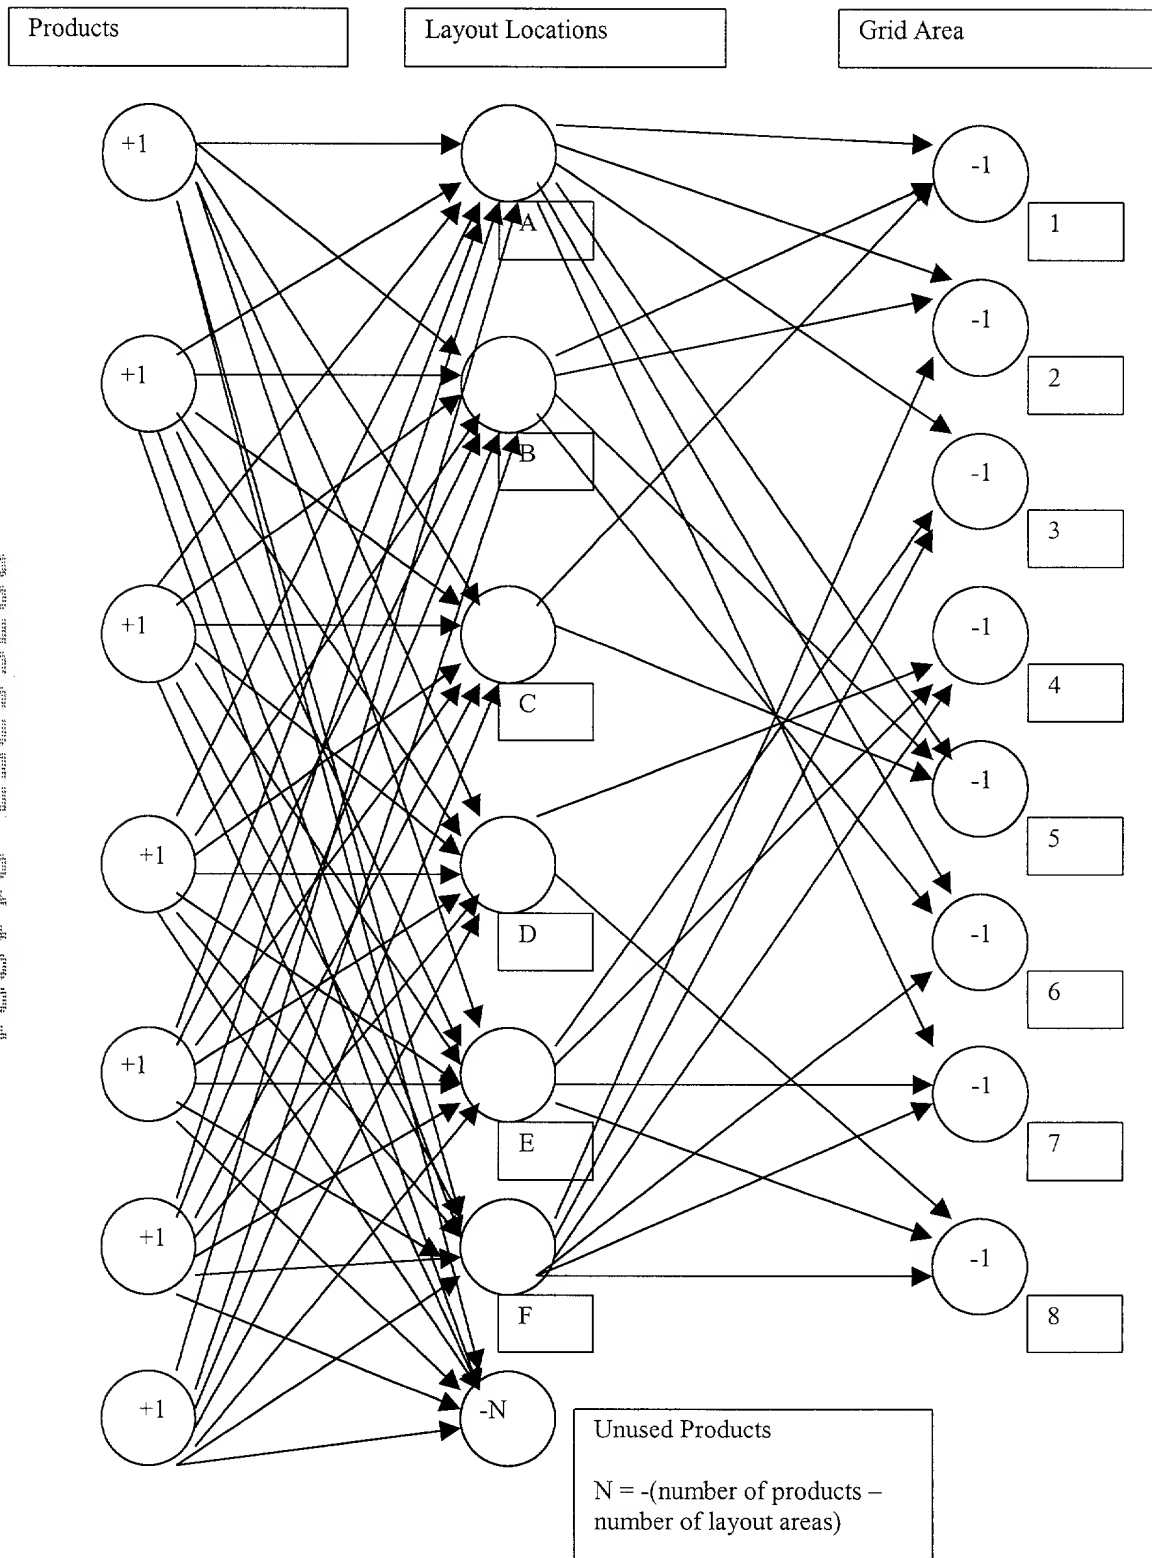 Products
Layout Locations
Grid Area
+1
-1
A
1
-1
+1
2
B
-1
3
+1
-1
C
4
-1
+1
5
D
-1
6
+1
-1
E
7
+1
-1
F
8
+1
-N
Unused Products
N = -(number of products –
number of layout areas)